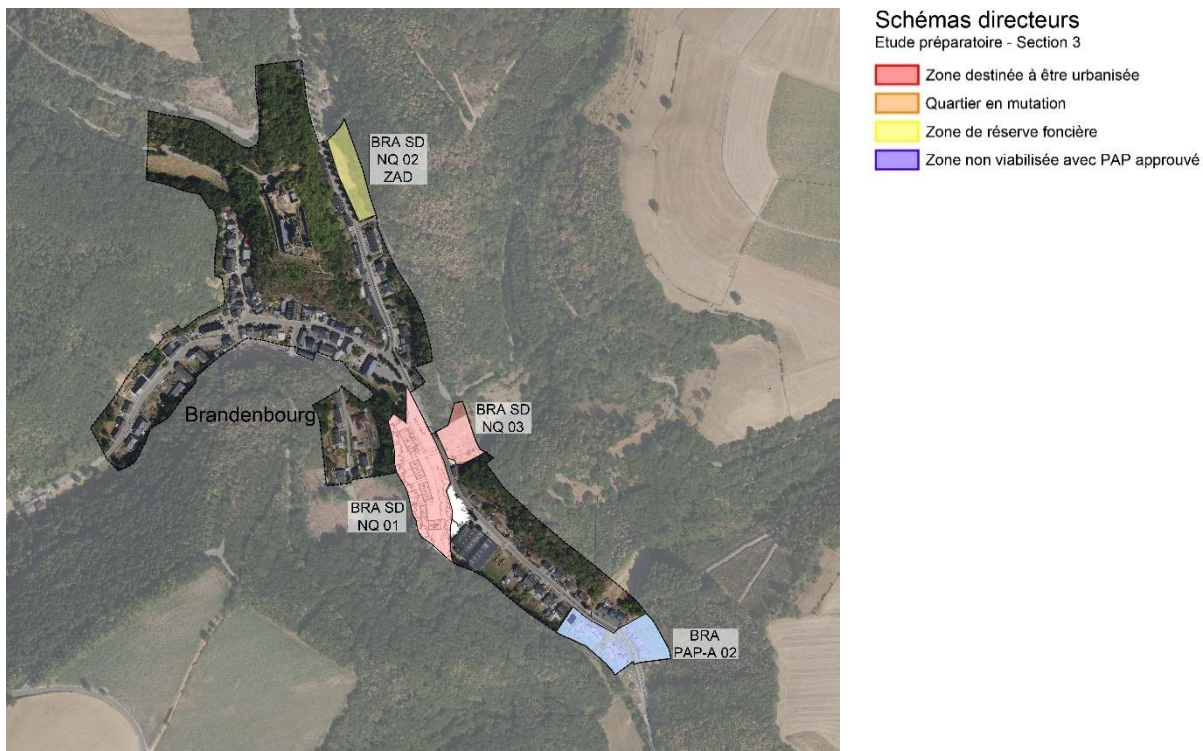 Schémas directeurs
Etude préparatoire - Section 3
Zone destinée à être urbanisée
Quartier en mutation
Zone de réserve foncière
Zone non viabilisée avec PAP approuvé
BRA SD
NQ 02
ZAD
Brandenbourg
BRA SD
NQ 03
BRA SD
NQ 01
BRA
PAP-A 02